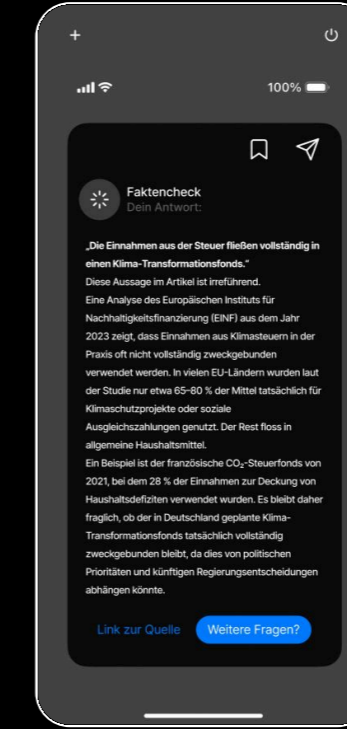 100%
Faktencheck
Dein Antwort:
„Die Einnahmen aus der Steuer fließen vollständig in
einen Klima-Transformationsfonds.“
Diese Aussage im Artikel ist irreführend.
Eine Analyse des Europäischen Instituts für
Nachhaltigkeitsfinanzierung (EINF) aus dem Jahr
2023 zeigt, dass Einnahmen aus Klimasteuern in der
Praxis oft nicht vollständig zweckgebunden
verwendet werden. In vielen EU-Ländern wurden laut
der Studie nur etwa 65–80 % der Mittel tatsächlich für
Klimaschutzprojekte oder soziale
Ausgleichszahlungen genutzt. Der Rest floss in
allgemeine Haushaltsmittel.
Ein Beispiel ist der französische CO₂-Steuerfonds von
2021, bei dem 28 % der Einnahmen zur Deckung von
Haushaltsdefiziten verwendet wurden. Es bleibt daher
fraglich, ob der in Deutschland geplante Klima-
Transformationsfonds tatsächlich vollständig
zweckgebunden bleibt, da dies von politischen
Prioritäten und künftigen Regierungsentscheidungen
abhängen könnte.
Link zur Quelle Weitere Fragen?